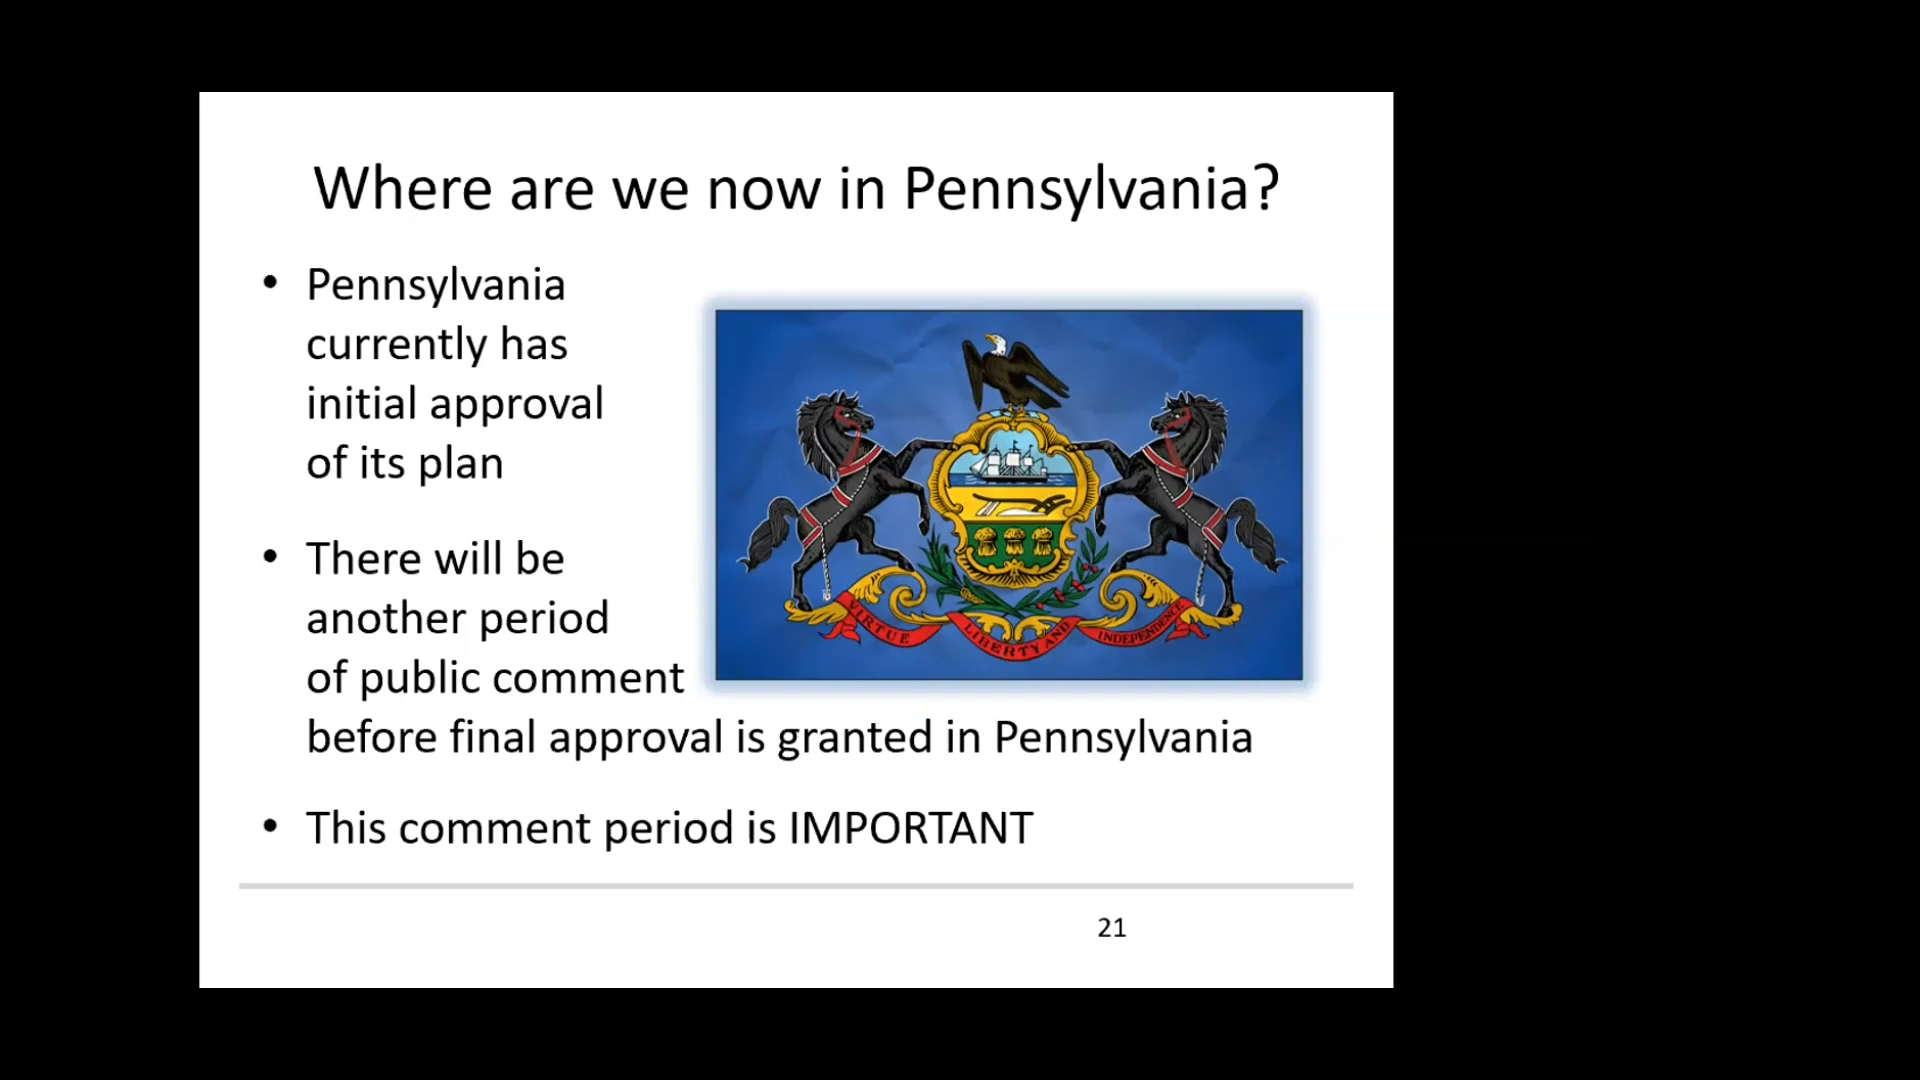 Where are we now in Pennsylvania?
• Pennsylvania
currently has
initial approval
of its plan
• There will be
another period
of public comment
before final approval is granted in Pennsylvania
• This comment period is IMPORTANT
VIRTUE LIBERTY AND INDEPENDENCE
21